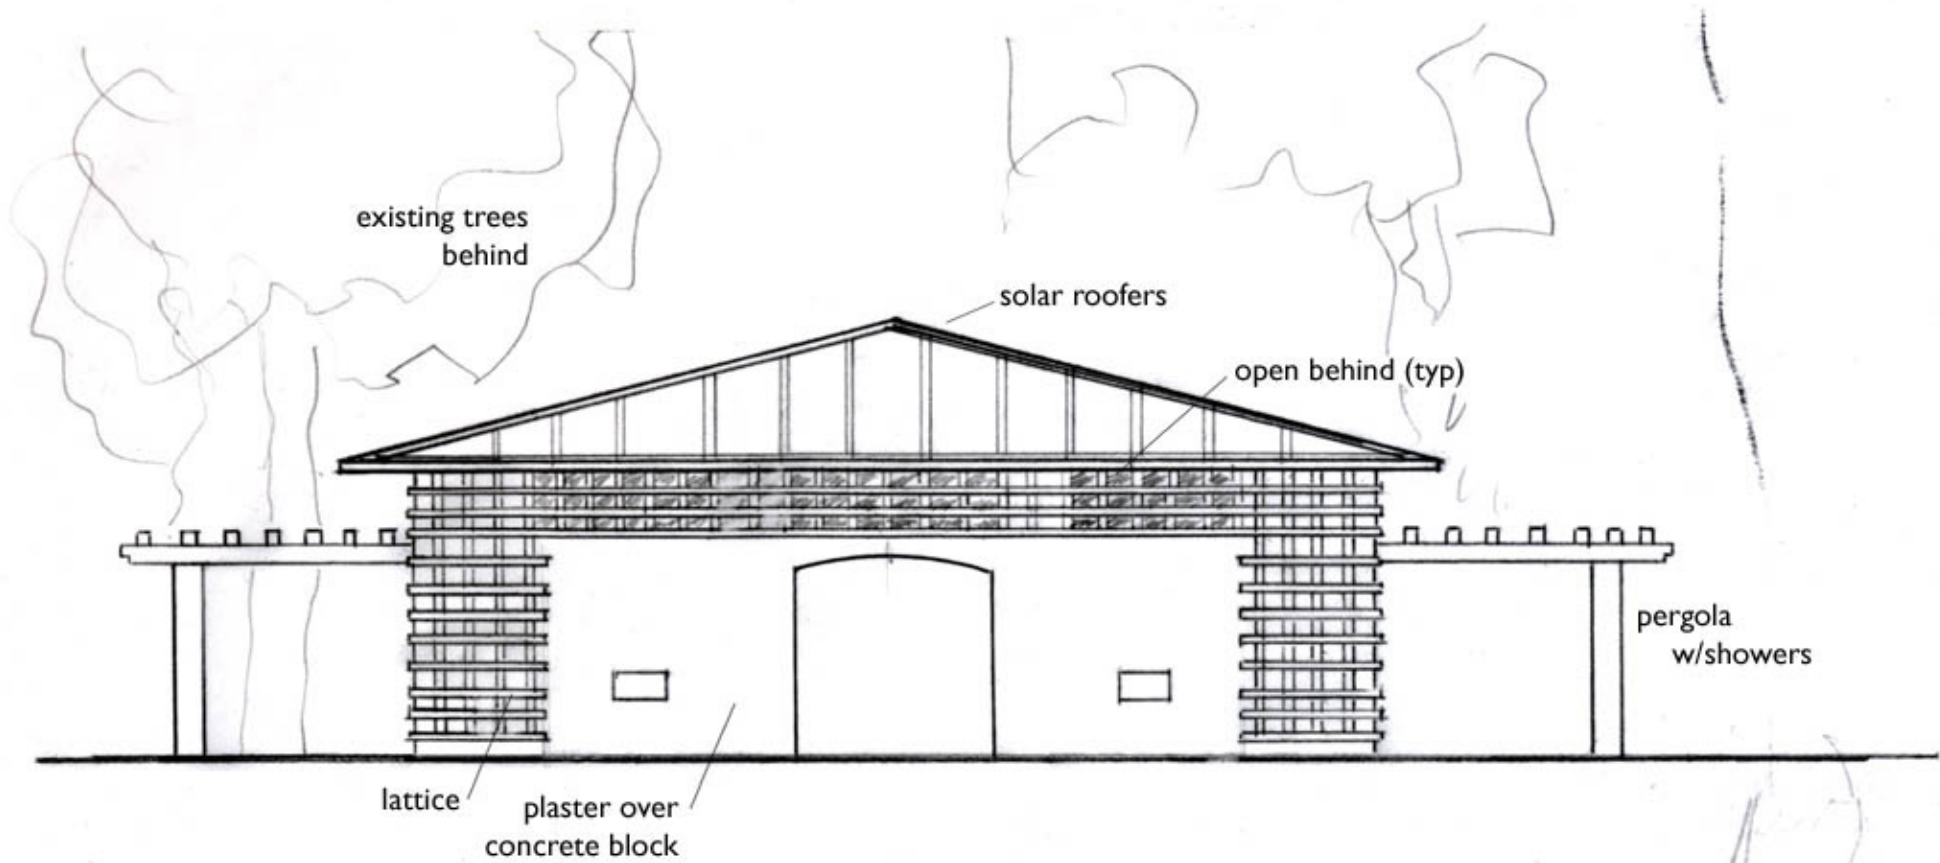 existing trees
behind
solar roofers
open behind (typ)
pergola
w/showers
lattice
plaster over
concrete block